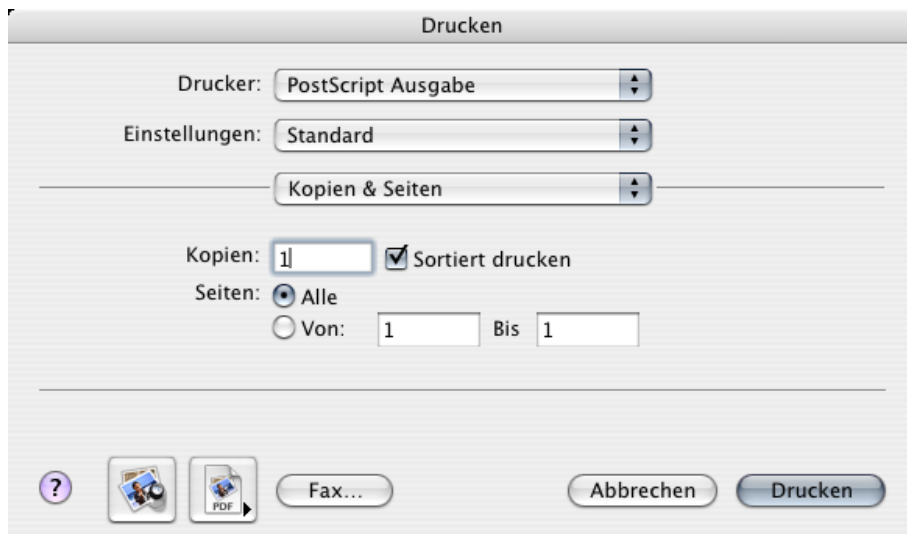 Drucken
Drucker: PostScript Ausgabe
Einstellungen: Standard
Kopien & Seiten
Kopien: 1 Sortiert drucken
Seiten: Alle
Von: 1 Bis 1
? PDF Fax... Abbrechen Drucken